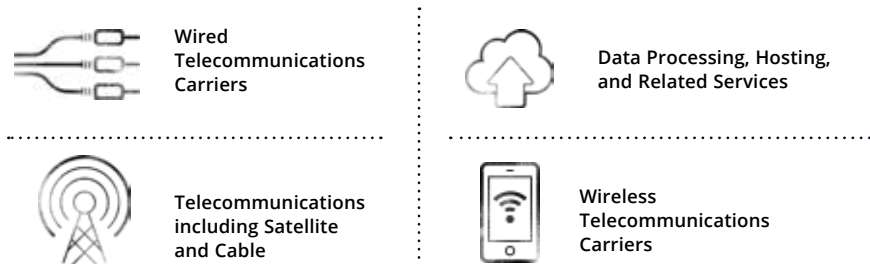 Wired
Telecommunications
Carriers
Data Processing, Hosting,
and Related Services
Telecommunications
including Satellite
and Cable
Wireless
Telecommunications
Carriers